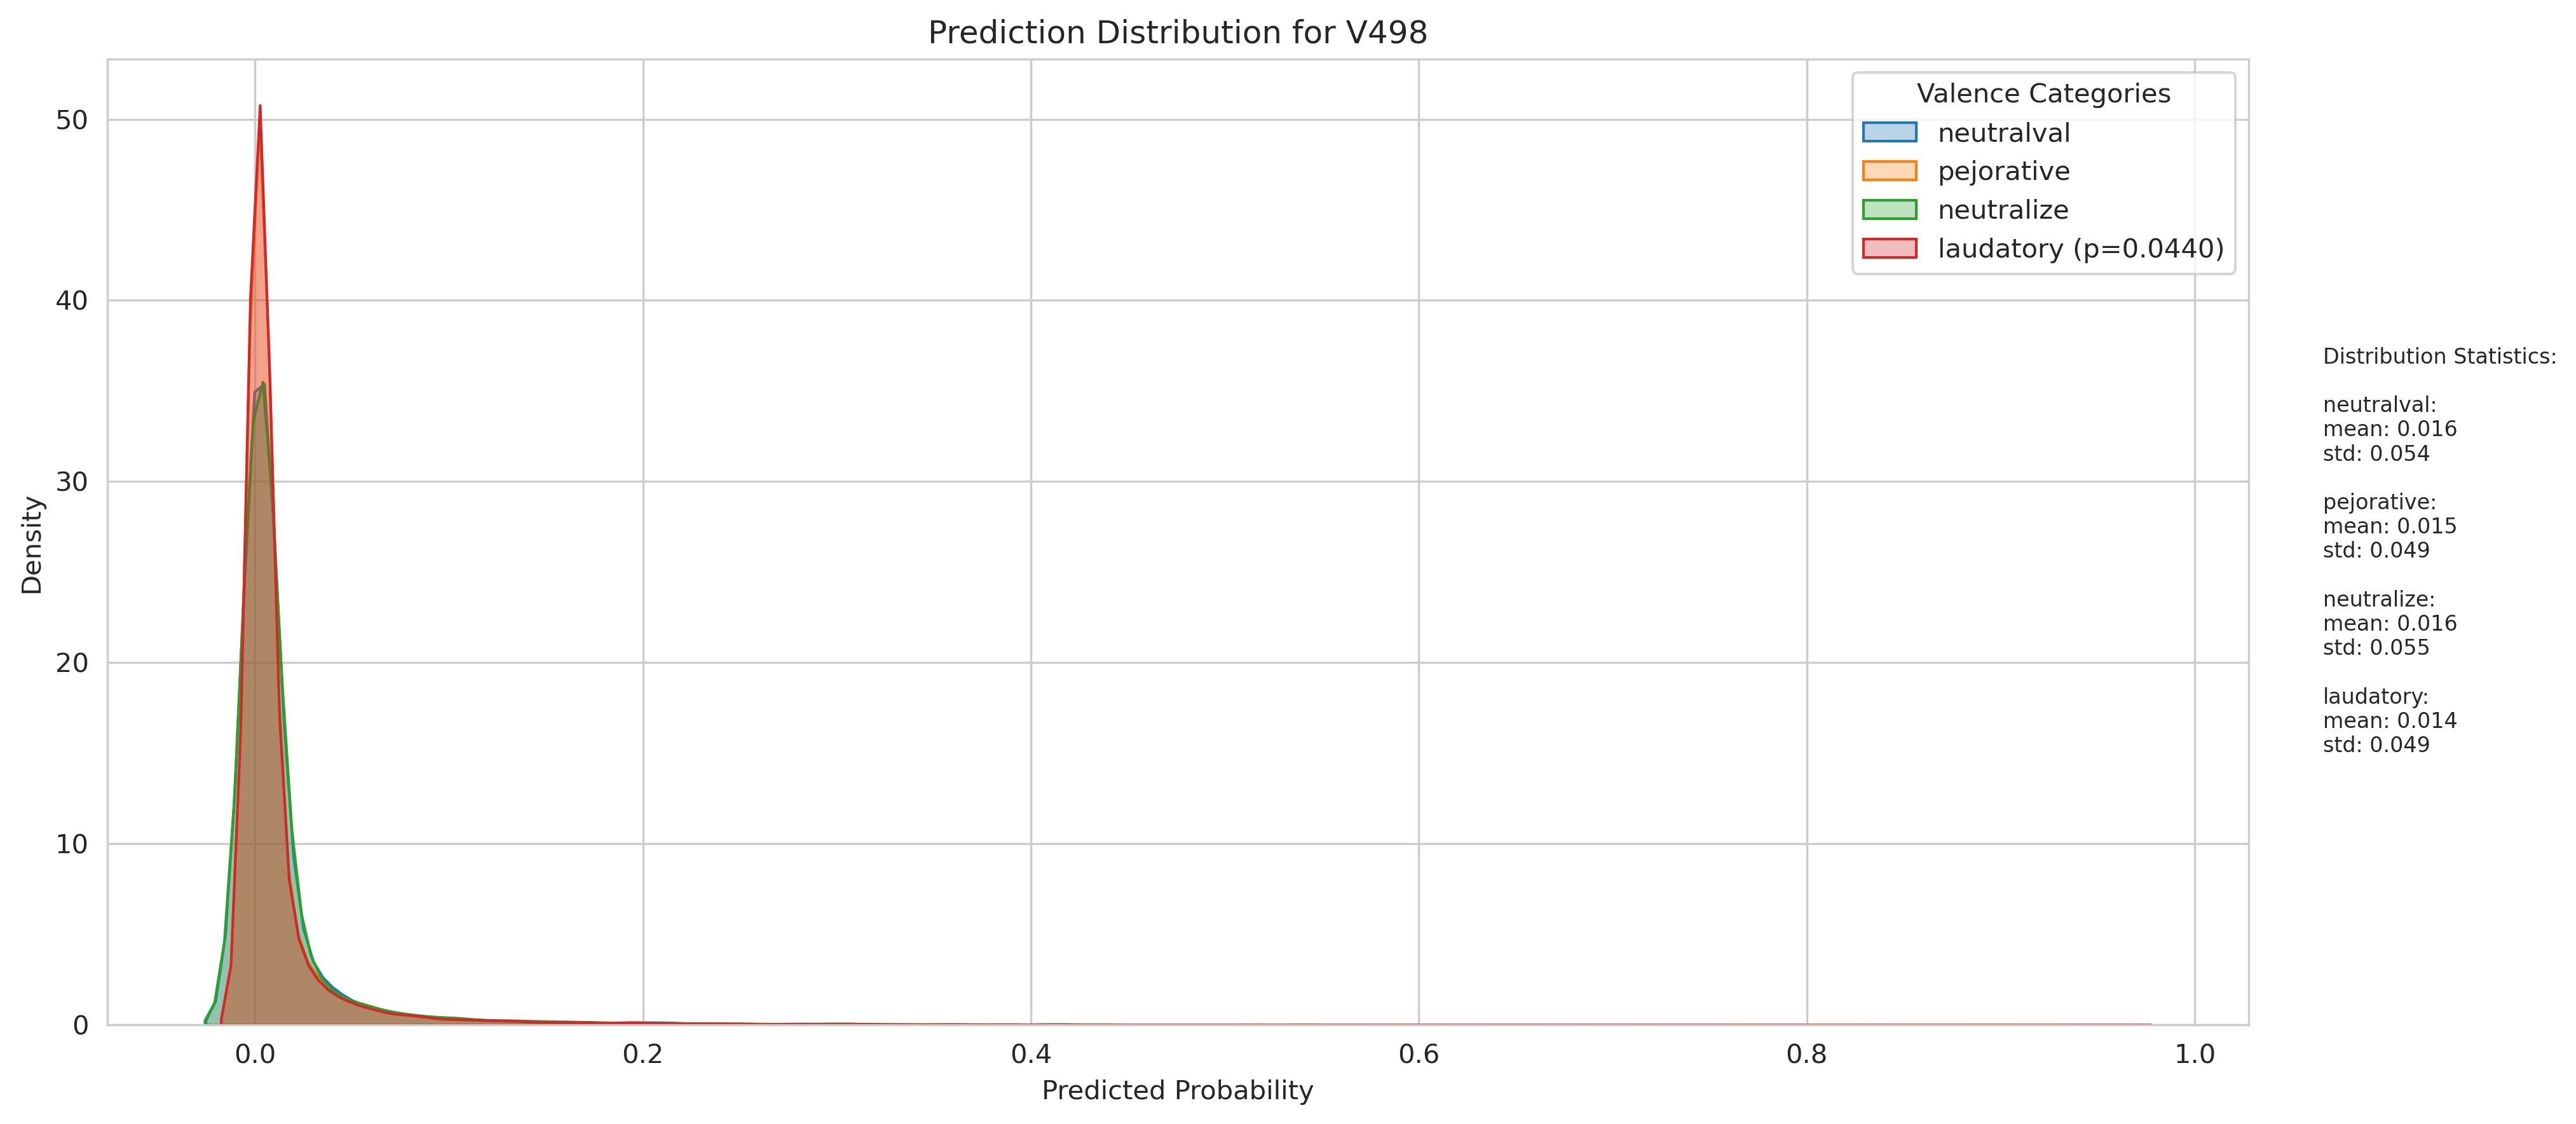 Prediction Distribution for V498
Valence Categories
neutralval
pejorative
neutralize
laudatory (p=0.0440)
50
40
30
20
10
0
Density
0.0
0.2
0.4
0.6
0.8
1.0
Predicted Probability
Distribution Statistics:
neutralval:
mean: 0.016
std: 0.054
pejorative:
mean: 0.015
std: 0.049
neutralize:
mean: 0.016
std: 0.055
laudatory:
mean: 0.014
std: 0.049